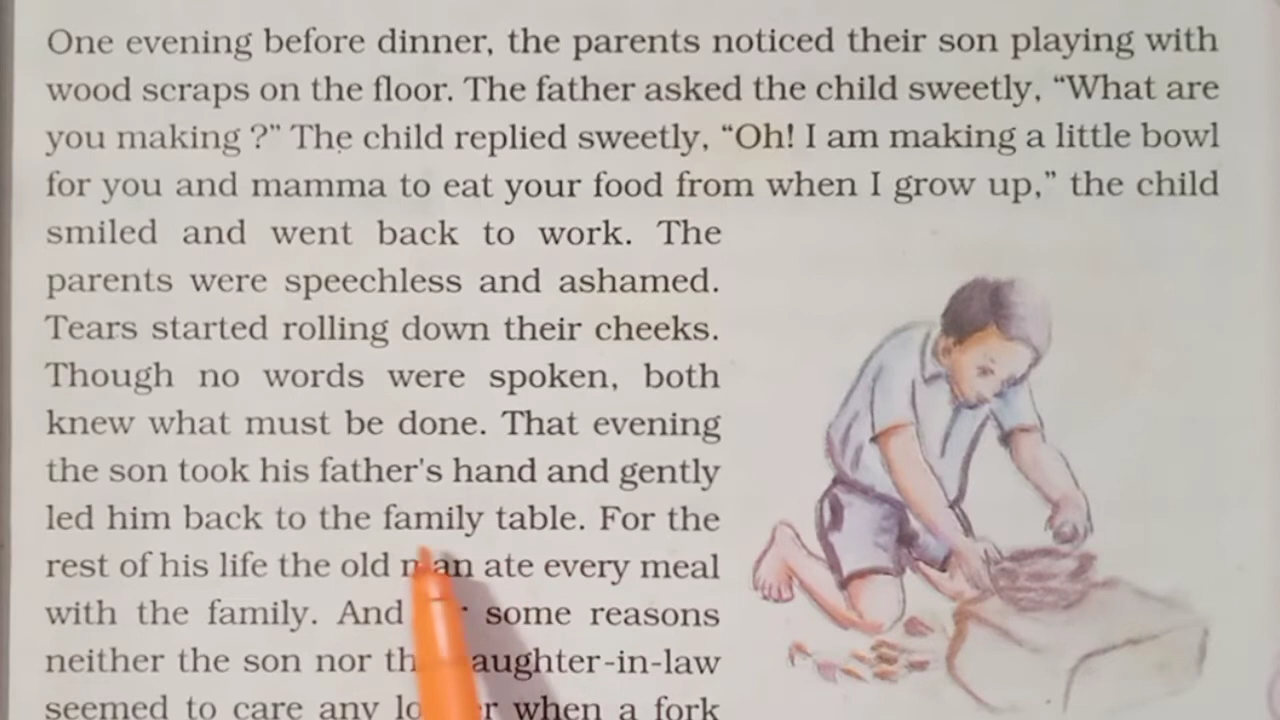 One evening before dinner, the parents noticed their son playing with
wood scraps on the floor. The father asked the child sweetly, “What are
you making ?” The child replied sweetly, “Oh! I am making a little bowl
for you and mamma to eat your food from when I grow up,” the child
smiled and went back to work. The
parents were speechless and ashamed.
Tears started rolling down their cheeks.
Though no words were spoken, both
knew what must be done. That evening
the son took his father's hand and gently
led him back to the family table. For the
rest of his life the old man ate every meal
with the family. And some reasons
neither the son nor the daughter-in-law
seemed to care any longer when a fork